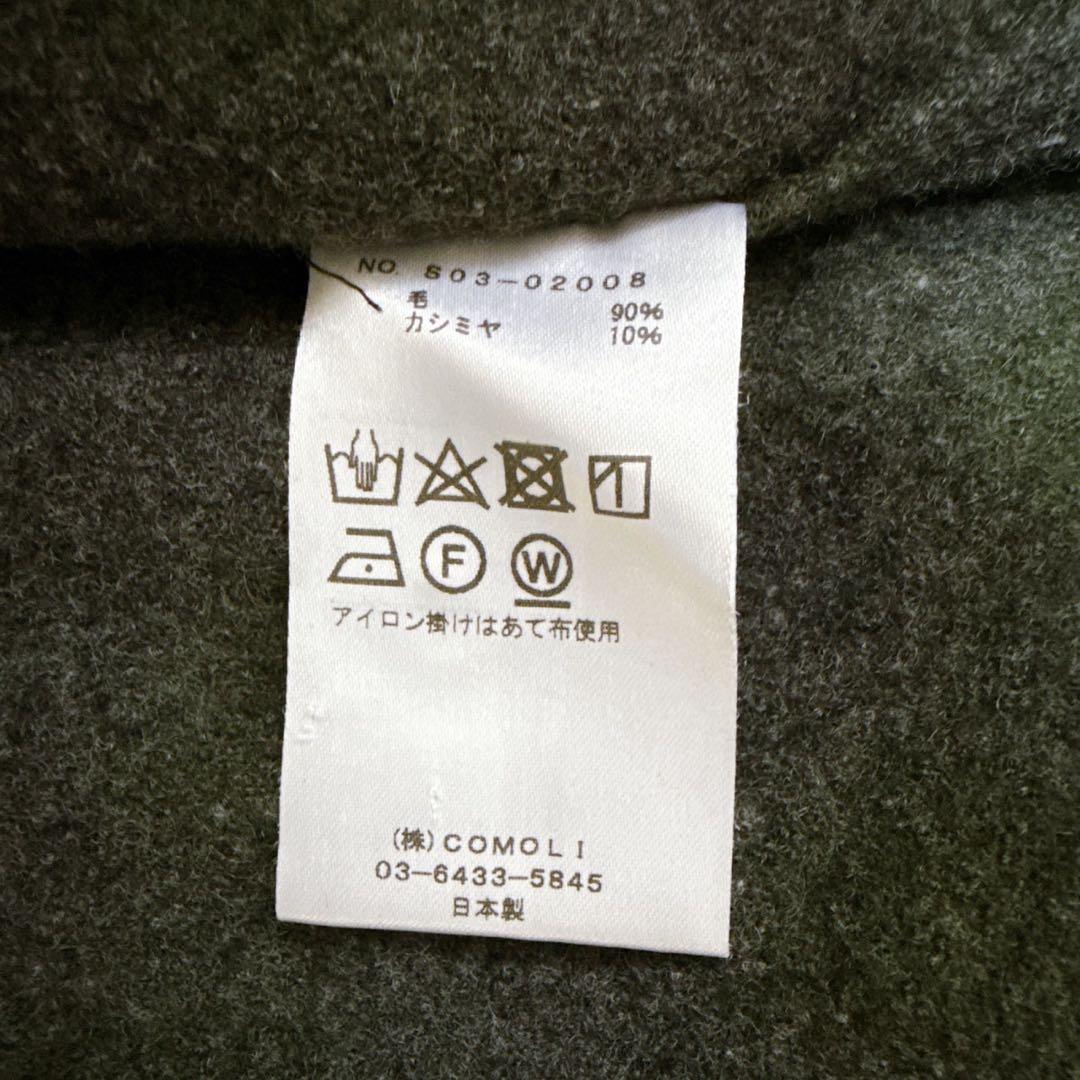 NO. S03-02008
毛 90%
カシミヤ 10%
F W
アイロン掛けはあて布使用
(株)COMOLI
03-6433-5845
日本製